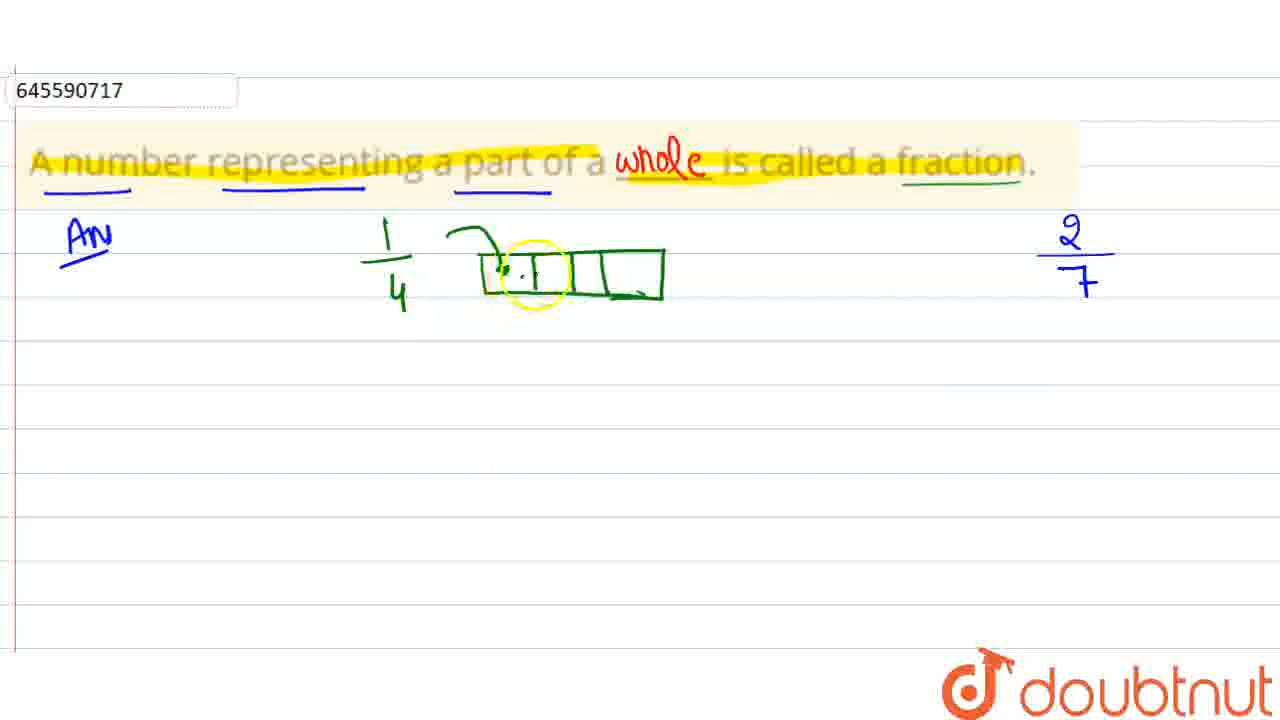 645590717
A number representing a part of a whole is called a fraction.
An
1
4
2
7
doubtnut